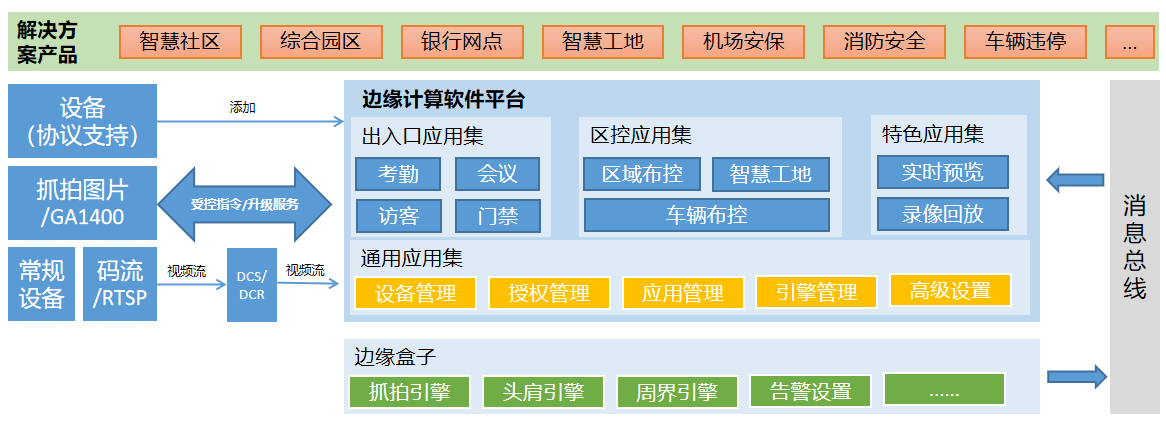 解决方
案产品
智慧社区
综合园区
银行网点
智慧工地
机场安保
消防安全
车辆违停
...
设备
（协议支持）
添加
抓拍图片
/GA1400
受控指令/升级服务
常规
设备
码流
/RTSP
视频流
DCS/
DCR
视频流
边缘计算软件平台
出入口应用集
考勤
会议
访客
门禁
区控应用集
区域布控
智慧工地
车辆布控
特色应用集
实时预览
录像回放
通用应用集
设备管理
授权管理
应用管理
引擎管理
高级设置
边缘盒子
抓拍引擎
头肩引擎
周界引擎
告警设置
......
消息总线